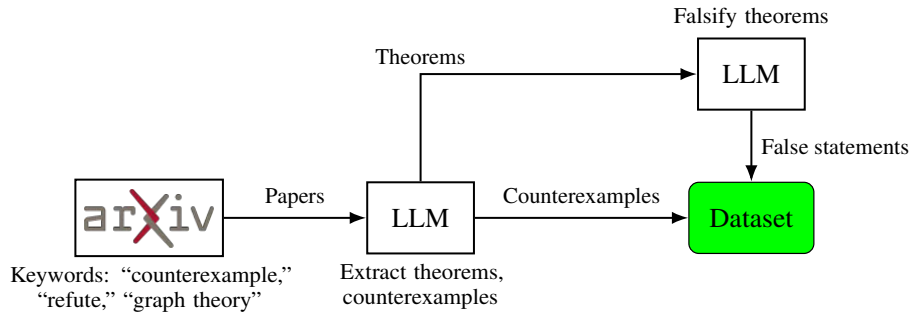 Falsify theorems
LLM
Theorems
False statements
arXiv
Papers
LLM
Counterexamples
Dataset
Keywords: “counterexample,”
“refute,” “graph theory”
Extract theorems,
counterexamples